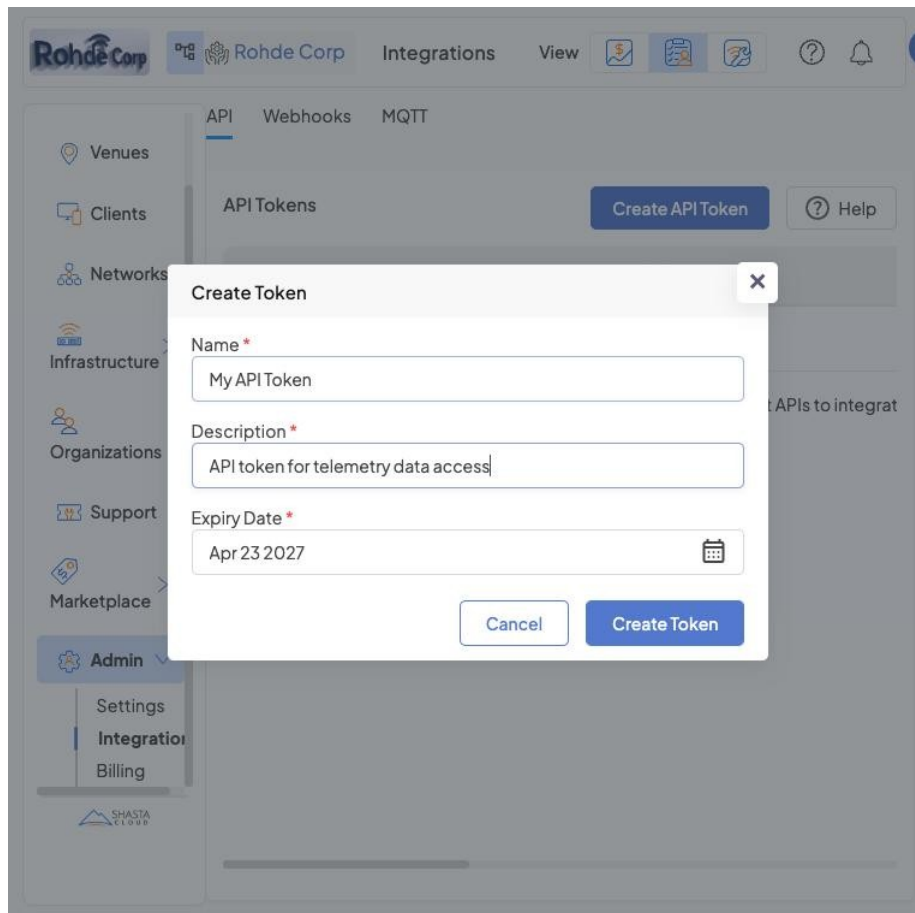 Rohde Corp Rohde Corp Integrations View
API Webhooks MQTT
Venues
Clients
Networks
Infrastructure
Organizations
Support
Marketplace
Admin
Settings
Integration
Billing
SHASTA
CLOUD
API Tokens Create API Token Help
t APIs to integrat
Create Token
Name *
My API Token
Description *
API token for telemetry data access
Expiry Date *
Apr 23 2027
Cancel Create Token